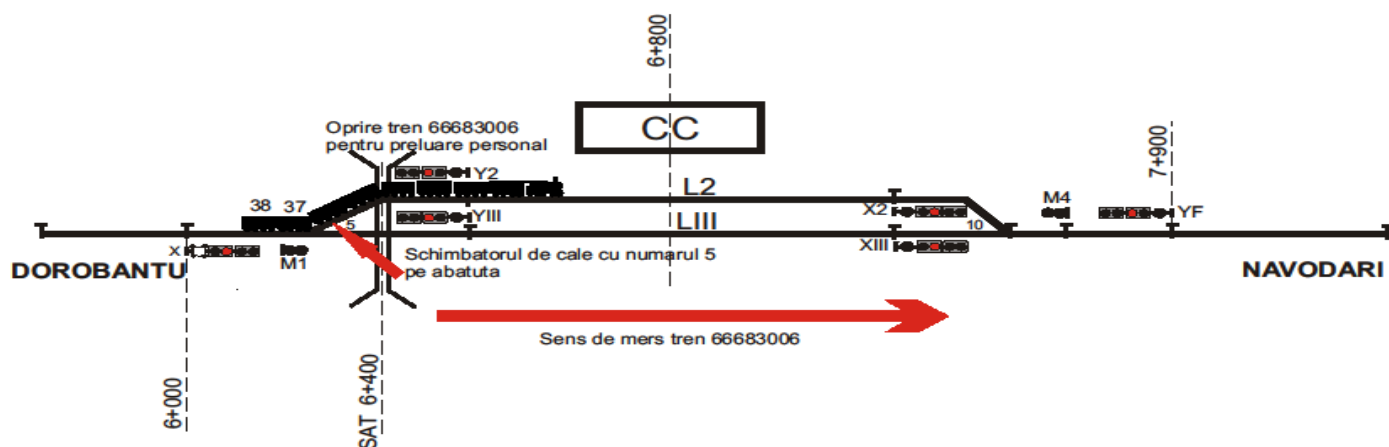 6+800
CC
Oprire tren 66683006
pentru preluare personal
7+900
Y2
38 37
L2
M4
X2
YF
YIII
LIII
5
10
X
M1
XIII
DOROBANTU
Schimbatorul de cale cu numarul 5
pe abatuta
NAVODARI
Sens de mers tren 66683006
6+000
SAT 6+400